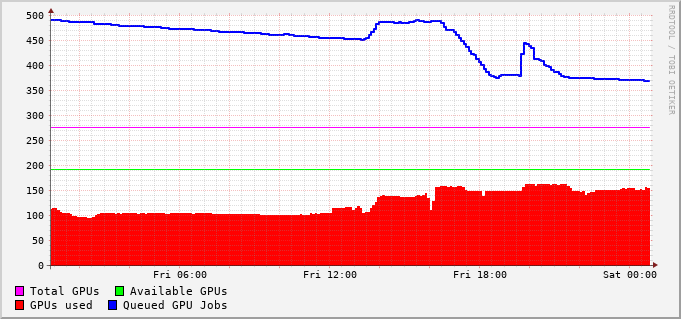 500
450
400
350
300
250
200
150
100
50
0
Fri 06:00 Fri 12:00 Fri 18:00 Sat 00:00
Total GPUs Available GPUs
GPUs used Queued GPU Jobs
RRDTOOL / TOBI OETIKER